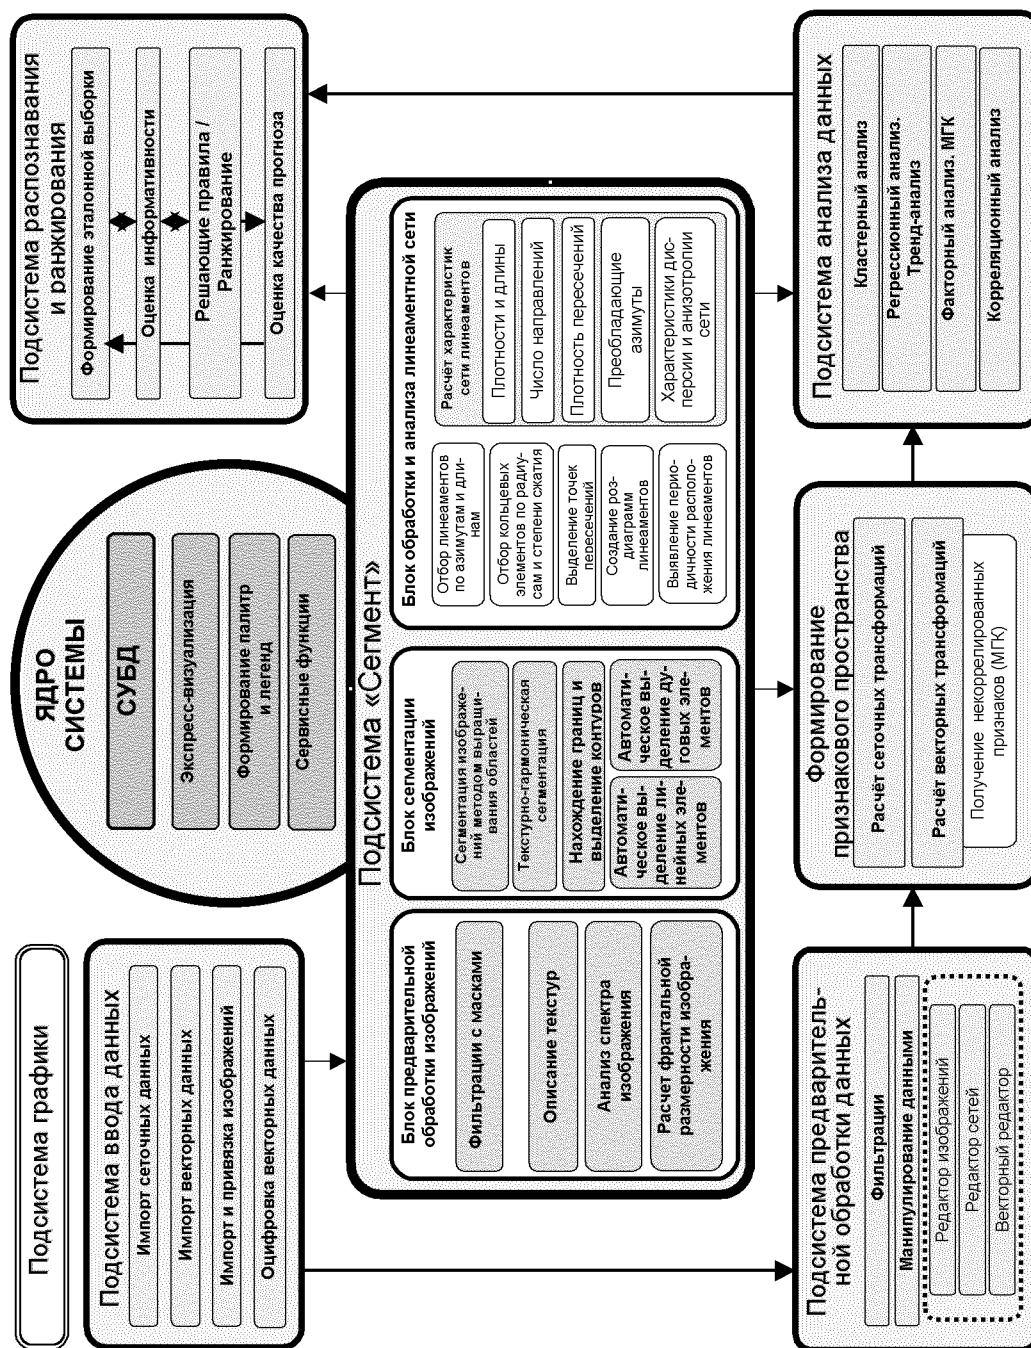 Подсистема графики
Подсистема ввода данных
Импорт сеточных данных
Импорт векторных данных
Импорт и привязка изображений
Оцифровка векторных данных
ЯДРО
СИСТЕМЫ
СУБД
Экспресс-визуализация
Формирование палитр
и легенд
Сервисные функции
Подсистема распознавания
и ранжирования
Формирование эталонной выборки
Оценка информативности
Решающие правила /
Ранжирование
Оценка качества прогноза
Подсистема «Сегмент»
Блок предварительной
обработки изображений
Фильтрации с масками
Описание текстур
Анализ спектра
изображения
Расчет фрактальной
размерности изобра-
жения
Блок сегментации
изображений
Сегментация изображе-
ний методом выращи-
вания областей
Текстурно-гармоническая
сегментация
Нахождение границ и
выделение контуров
Автомати-
ческое вы-
деление ли-
нейных эле-
ментов
Автомати-
ческое вы-
деление ду-
говых эле-
ментов
Блок обработки и анализа линеаментной сети
Отбор линеаментов
по азимутам и дли-
нам
Отбор кольцевых
элементов по радиу-
сам и степени сжатия
Выделение точек
пересечений
Создание роз-
диаграмм
линеаментов
Выявление перио-
дичности располо-
жения линеаментов
Расчёт характеристик
сети линеаментов
Плотности и длины
Число направлений
Плотность пересечений
Преобладающие
азимуты
Характеристики дис-
персии и анизотропии
сети
Подсистема предваритель-
ной обработки данных
Фильтрации
Манипулирование данными
Редактор изображений
Редактор сетей
Векторный редактор
Формирование
признакового пространства
Расчёт сеточных трансформаций
Расчёт векторных трансформаций
Получение некоррелированных
признаков (МГК)
Подсистема анализа данных
Кластерный анализ
Регрессионный анализ.
Тренд-анализ
Факторный анализ. МГК
Корреляционный анализ